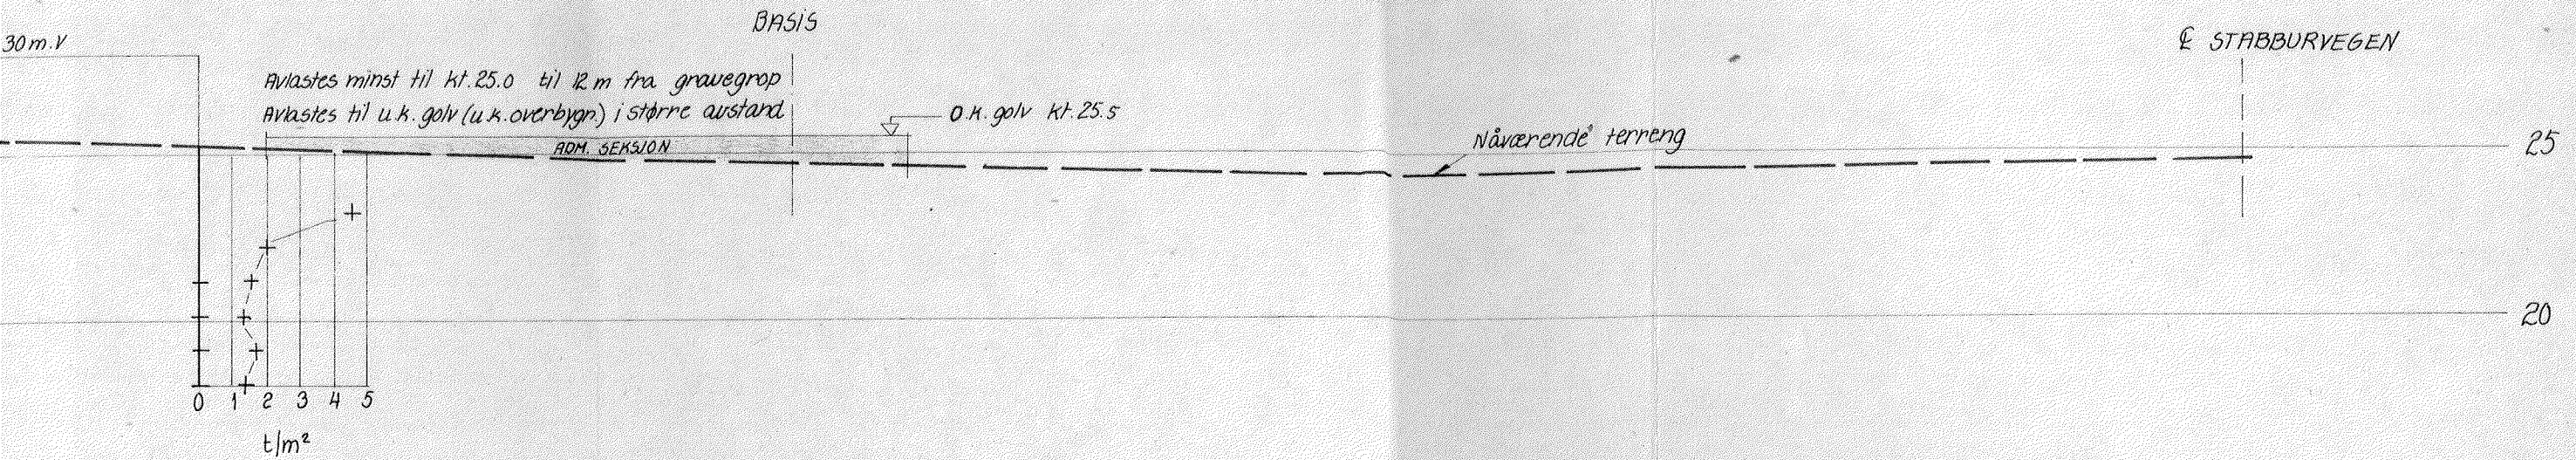 BASIS
30 m. V
℄ STABBURVEGEN
Avlastes minst til kt. 25.0 til 12 m fra gravegrop
Avlastes til u.k. golv (u.k. overbygn.) i større avstand
O.K. golv kt. 25.5
Nåværende terreng
25
ADM. SEKSJON
20
0 1 2 3 4 5
t/m²